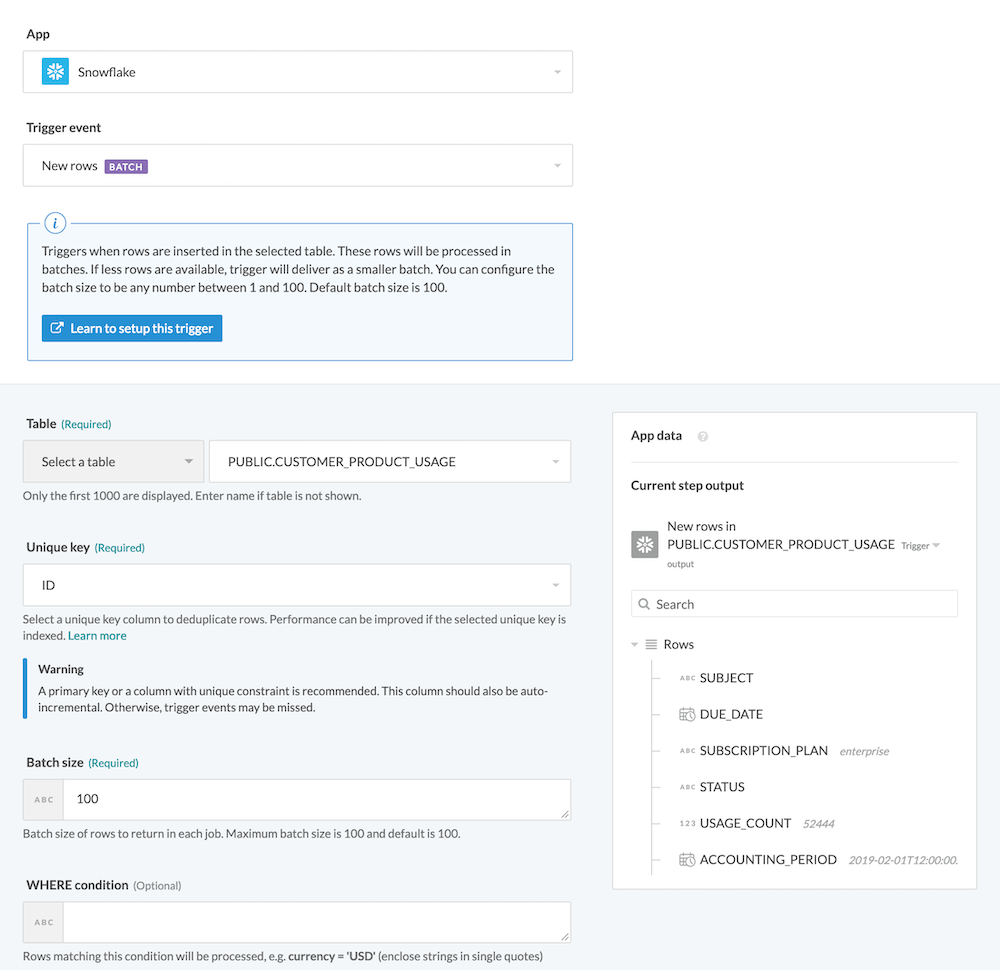 App
Snowflake
Trigger event
New rows BATCH
i
Triggers when rows are inserted in the selected table. These rows will be processed in
batches. If less rows are available, trigger will deliver as a smaller batch. You can configure the
batch size to be any number between 1 and 100. Default batch size is 100.
Learn to setup this trigger
Table (Required)
Select a table
PUBLIC.CUSTOMER_PRODUCT_USAGE
Only the first 1000 are displayed. Enter name if table is not shown.
Unique key (Required)
ID
Select a unique key column to deduplicate rows. Performance can be improved if the selected unique key is
indexed. Learn more
Warning
A primary key or a column with unique constraint is recommended. This column should also be auto-
incremental. Otherwise, trigger events may be missed.
Batch size (Required)
ABC 100
Batch size of rows to return in each job. Maximum batch size is 100 and default is 100.
WHERE condition (Optional)
ABC
Rows matching this condition will be processed, e.g. currency = 'USD' (enclose strings in single quotes)
App data ?
Current step output
New rows in
PUBLIC.CUSTOMER_PRODUCT_USAGE Trigger
output
Search
Rows
ABC SUBJECT
DUE_DATE
ABC SUBSCRIPTION_PLAN enterprise
ABC STATUS
123 USAGE_COUNT 52444
ACCOUNTING_PERIOD 2019-02-01T12:00:00.